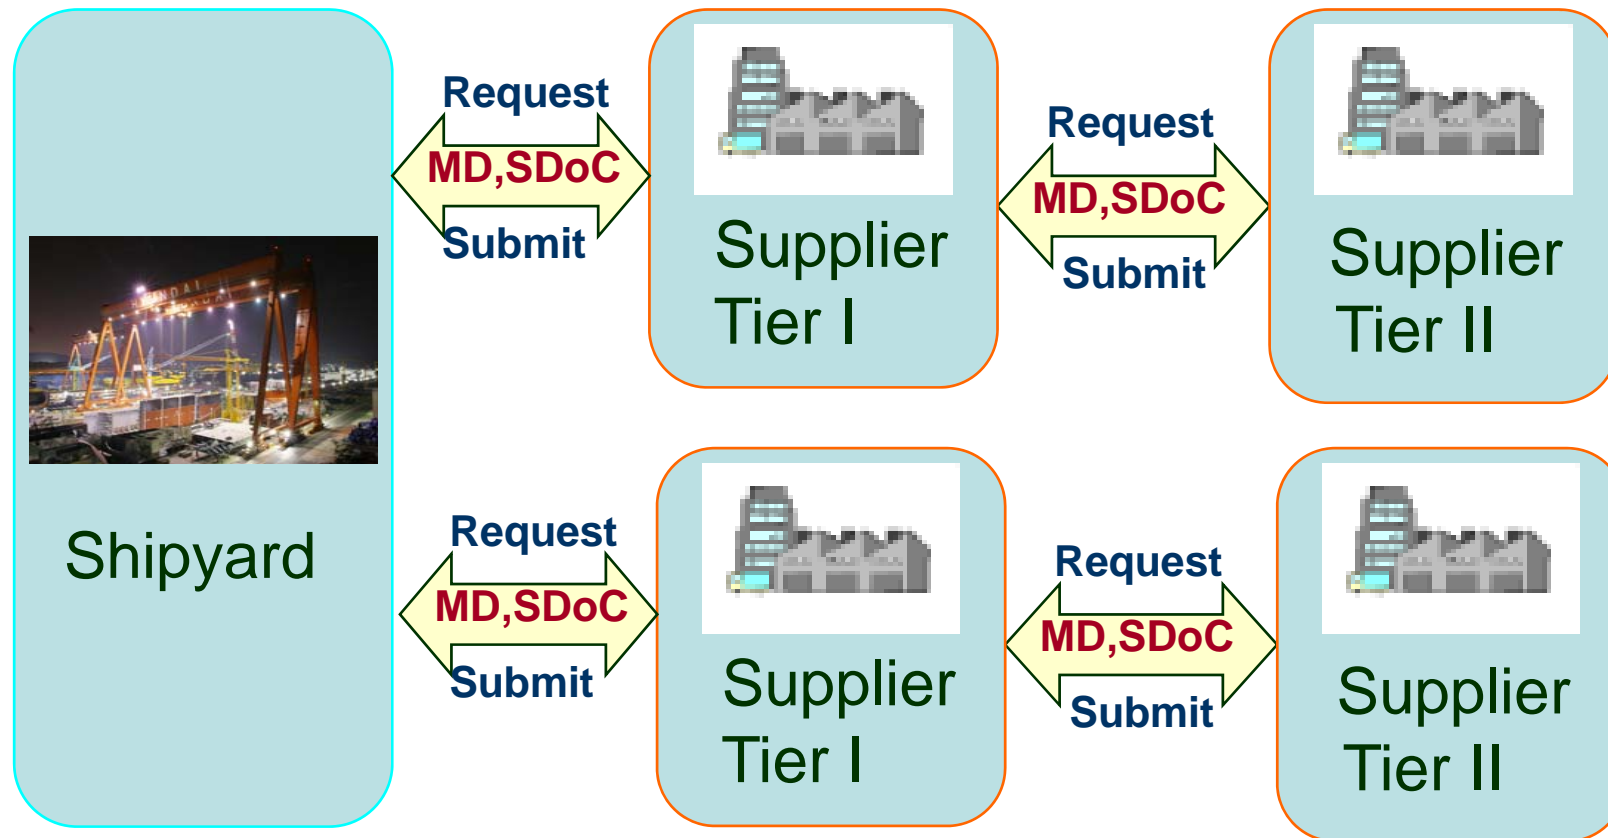 Request
MD,SDoC
Submit
Supplier
Tier I
Request
MD,SDoC
Submit
Supplier
Tier II
Shipyard
Request
MD,SDoC
Submit
Supplier
Tier I
Request
MD,SDoC
Submit
Supplier
Tier II